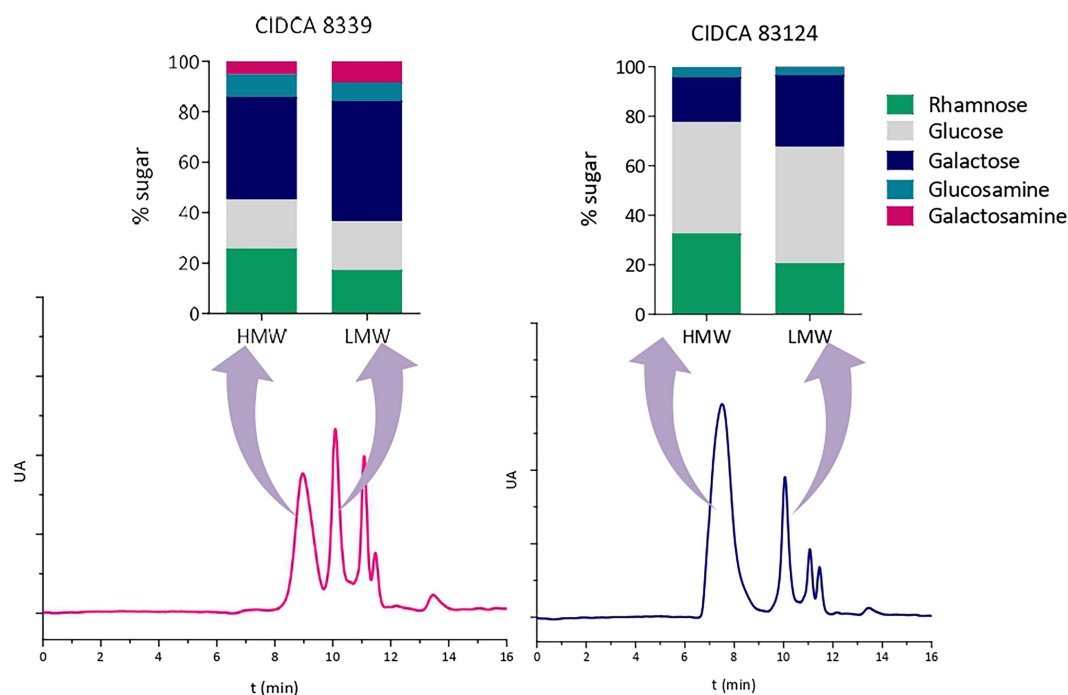 CIDCA 8339
% sugar
100
80
60
40
20
0
HMW
LMW
CIDCA 83124
% sugar
100
80
60
40
20
0
HMW
LMW
Rhamnose
Glucose
Galactose
Glucosamine
Galactosamine
UA
0
2
4
6
8
10
12
14
16
t (min)
UA
0
2
4
6
8
10
12
14
16
t (min)